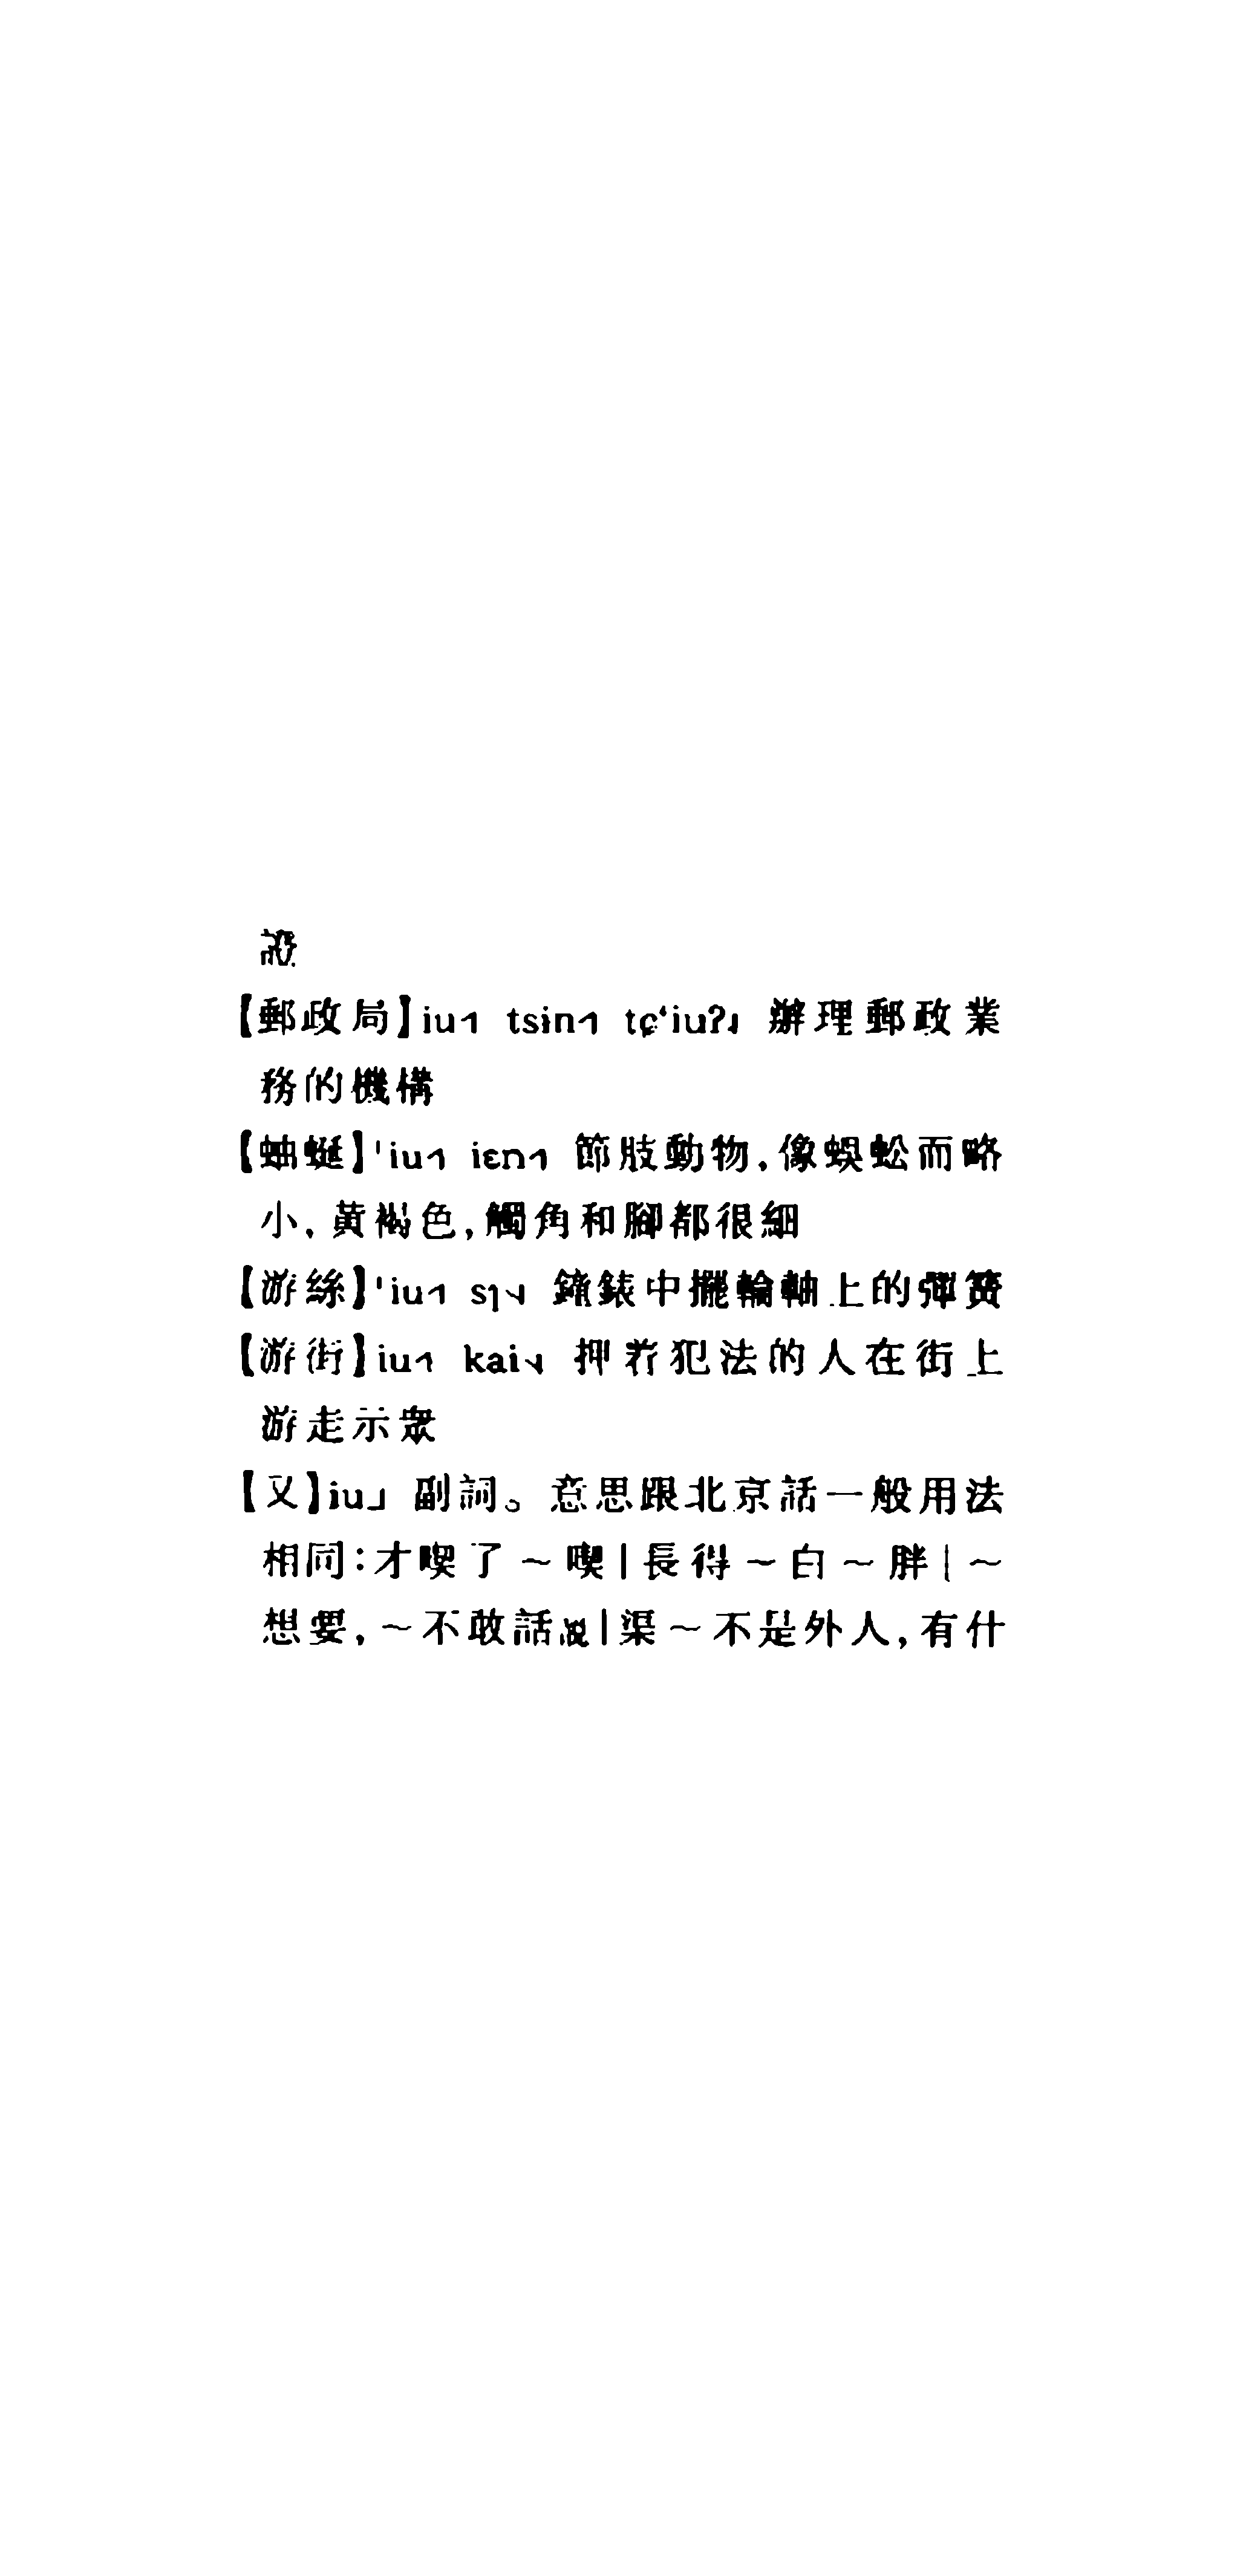 【郵政局】iu˧ tsin˧ tɕ‘iuʔ˩ 辦理郵政業
務的機構
【蚰蜒】ˈiu˧ iɛn˧ 節肢動物,像蜈蚣而略
小,黃褐色,觸角和腳都很細
【游絲】ˈiu˧ sɿ˨ 鐘錶中擺輪軸上的彈簧
【游街】iu˧ kai˨ 押着犯法的人在街上
游走示衆
【又】iu˩ 副詞。意思跟北京話一般用法
相同:才喫了～喫|長得～白～胖|～
想要,～不敢話|渠～不是外人,有什